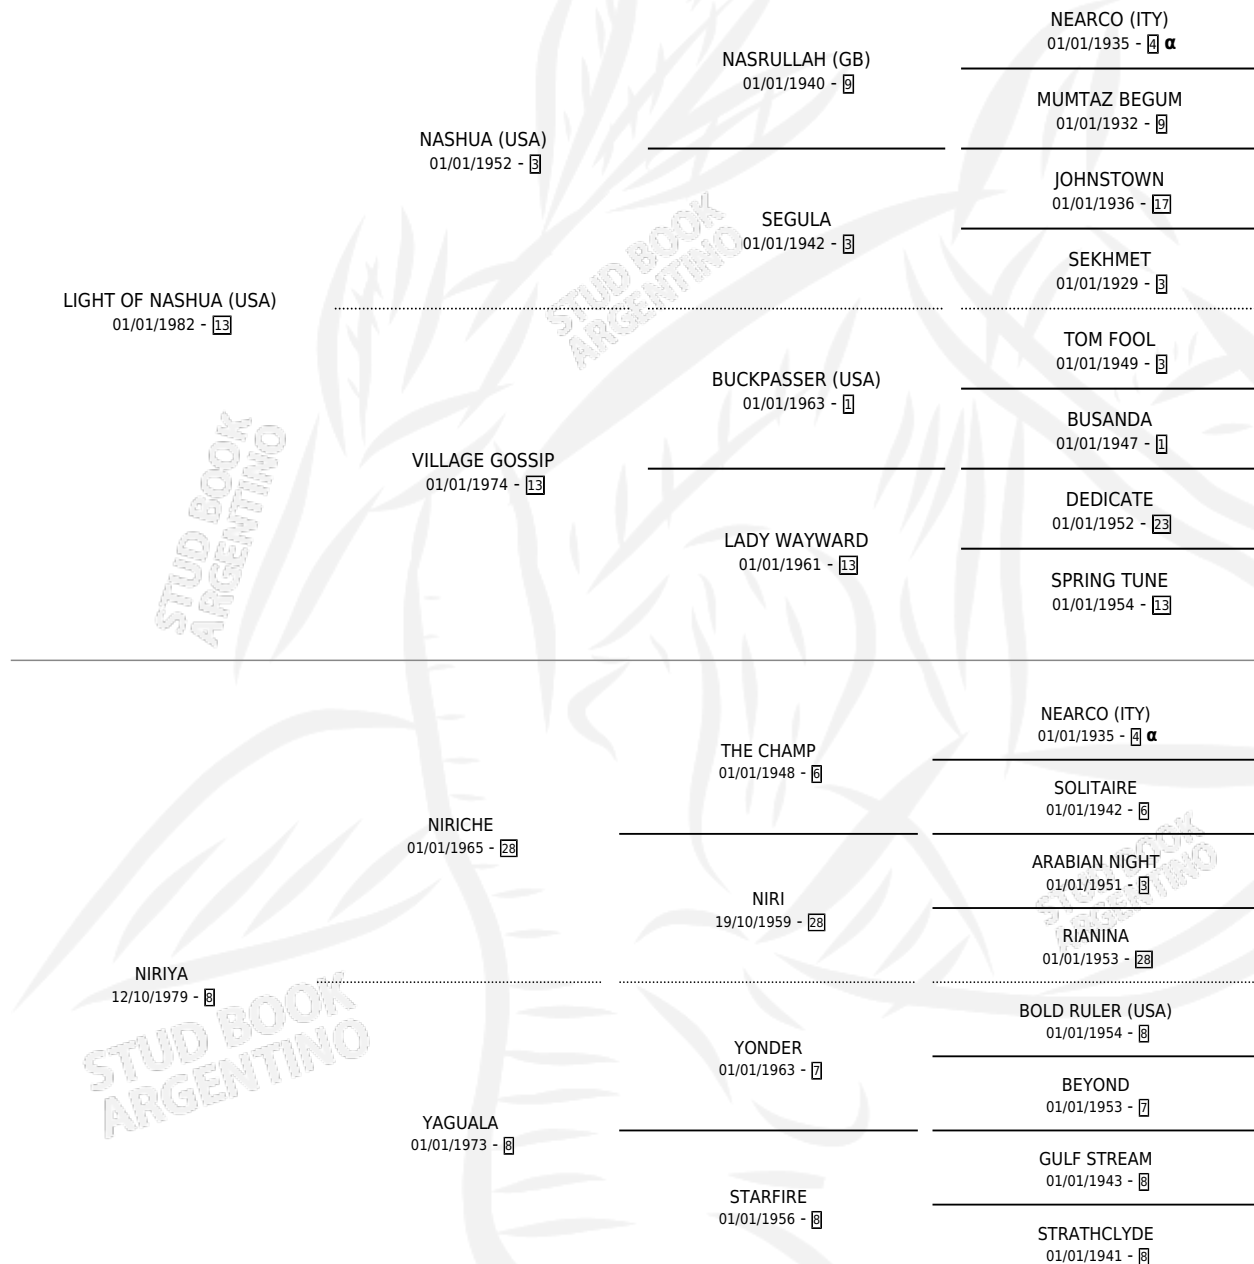 NEARCO (ITY)
01/01/1935 - 4 α
NASRULLAH (GB)
01/01/1940 - 9
MUMTAZ BEGUM
01/01/1932 - 9
NASHUA (USA)
01/01/1952 - 3
JOHNSTOWN
01/01/1936 - 17
SEGULA
01/01/1942 - 3
SEKHMET
01/01/1929 - 3
LIGHT OF NASHUA (USA)
01/01/1982 - 13
TOM FOOL
01/01/1949 - 3
BUCKPASSER (USA)
01/01/1963 - 1
BUSANDA
01/01/1947 - 1
VILLAGE GOSSIP
01/01/1974 - 13
DEDICATE
01/01/1952 - 23
LADY WAYWARD
01/01/1961 - 13
SPRING TUNE
01/01/1954 - 13
NEARCO (ITY)
01/01/1935 - 4 α
THE CHAMP
01/01/1948 - 6
SOLITAIRE
01/01/1942 - 6
NIRICHE
01/01/1965 - 28
ARABIAN NIGHT
01/01/1951 - 3
NIRI
19/10/1959 - 28
RIANINA
01/01/1953 - 28
NIRIYA
12/10/1979 - 8
BOLD RULER (USA)
01/01/1954 - 8
YONDER
01/01/1963 - 7
BEYOND
01/01/1953 - 7
YAGUALA
01/01/1973 - 8
GULF STREAM
01/01/1943 - 8
STARFIRE
01/01/1956 - 8
STRATHCLYDE
01/01/1941 - 8
STUD BOOK
ARGENTINO
STUD BOOK
ARGENTINO
STUD BOOK
ARGENTINO
STUD BOOK
ARGENTINO